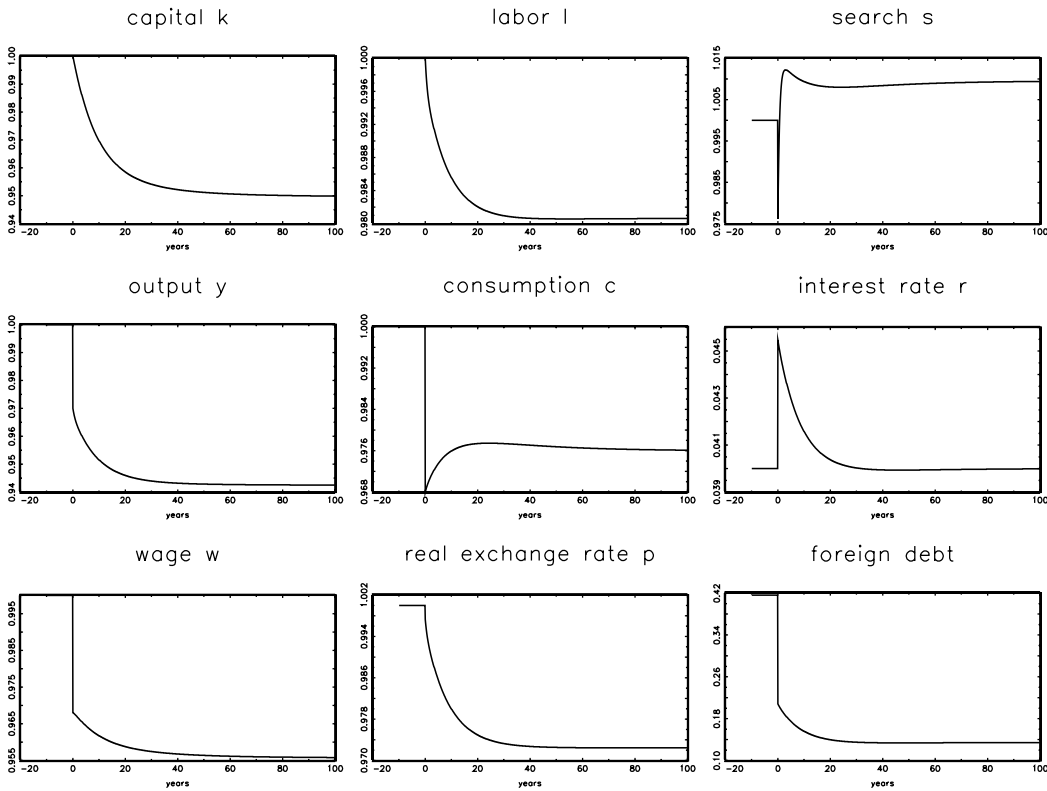 capital k
1.00
0.99
0.98
0.97
0.96
0.95
0.94
-20 0 20 40 60 80 100
years
labor l
1.000
0.996
0.992
0.988
0.984
0.980
-20 0 20 40 60 80 100
years
search s
1.015
1.005
0.995
0.985
0.975
-20 0 20 40 60 80 100
years
output y
1.00
0.99
0.98
0.97
0.96
0.95
0.94
-20 0 20 40 60 80 100
years
consumption c
1.000
0.992
0.984
0.976
0.968
-20 0 20 40 60 80 100
years
interest rate r
0.045
0.043
0.041
0.039
-20 0 20 40 60 80 100
years
wage w
0.995
0.985
0.975
0.965
0.955
-20 0 20 40 60 80 100
years
real exchange rate p
1.002
0.994
0.986
0.978
0.970
-20 0 20 40 60 80 100
years
foreign debt
0.42
0.34
0.26
0.18
0.10
-20 0 20 40 60 80 100
years